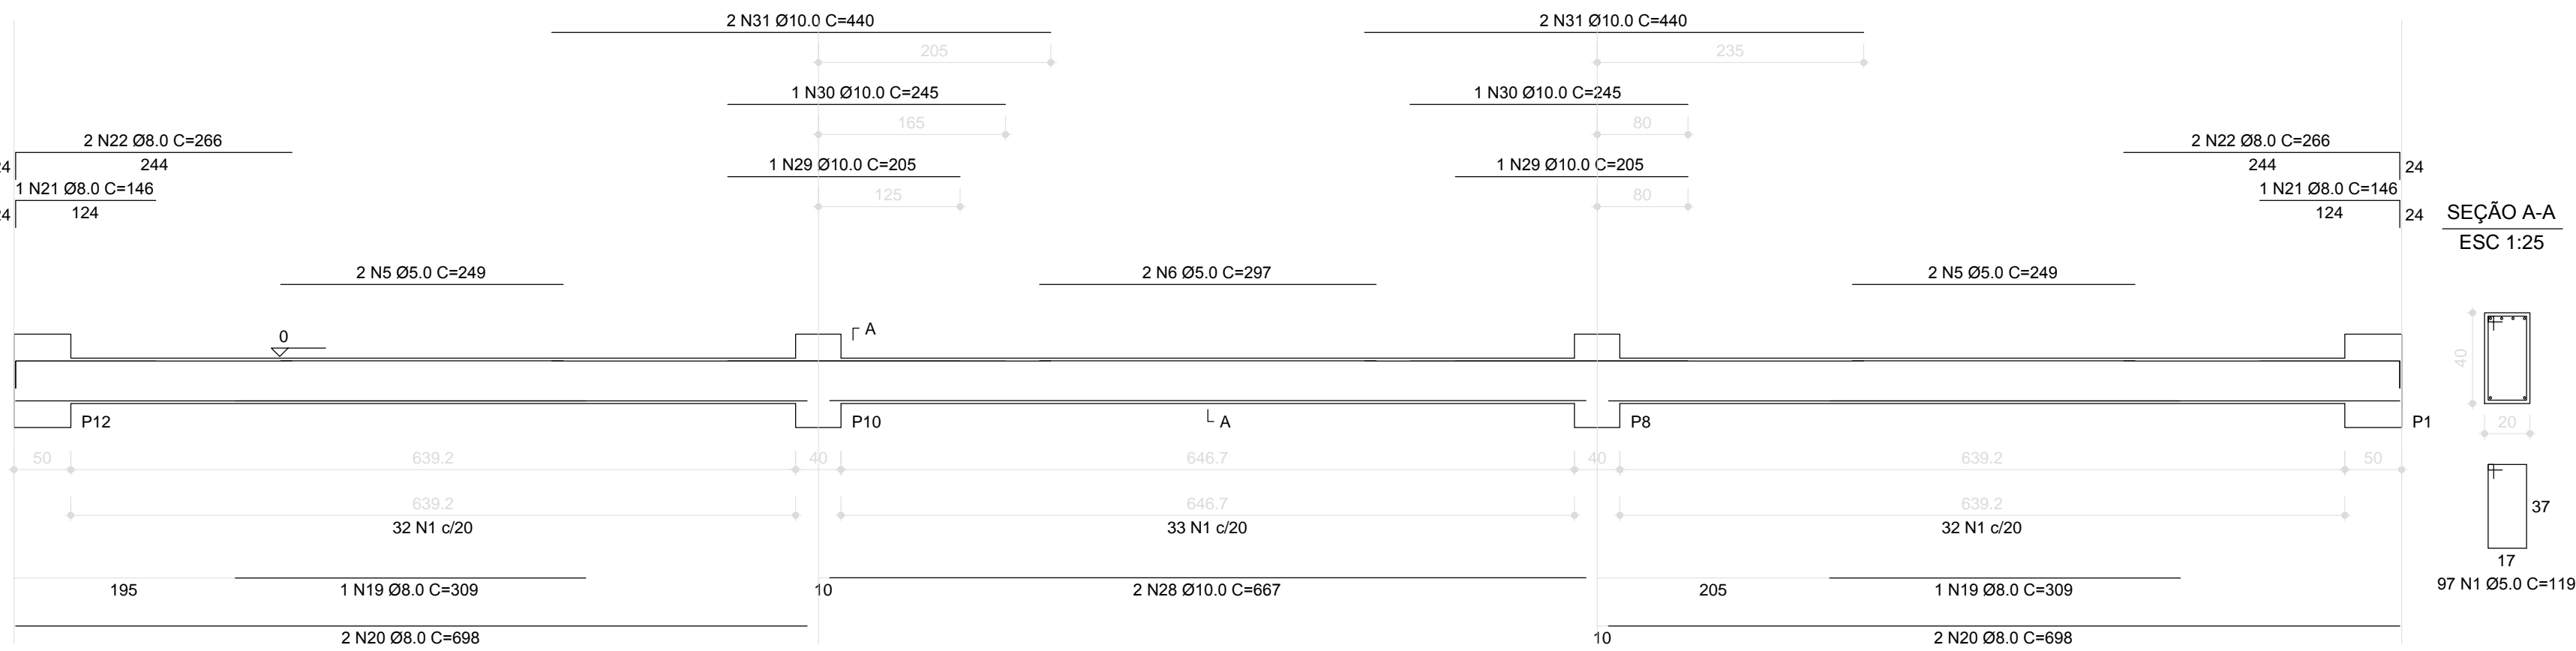 2 N31 Ø10.0 C=440
2 N31 Ø10.0 C=440
205
235
1 N30 Ø10.0 C=245
1 N30 Ø10.0 C=245
165
80
2 N22 Ø8.0 C=266
2 N22 Ø8.0 C=266
24
244
244
24
1 N29 Ø10.0 C=205
1 N29 Ø10.0 C=205
1 N21 Ø8.0 C=146
1 N21 Ø8.0 C=146
125
80
24
124
124
24
SEÇÃO A-A
ESC 1:25
2 N5 Ø5.0 C=249
2 N6 Ø5.0 C=297
2 N5 Ø5.0 C=249
0
A
40
P12
P10
A
P8
P1
20
50
639.2
40
646.7
40
639.2
50
639.2
646.7
639.2
37
32 N1 c/20
33 N1 c/20
32 N1 c/20
17
97 N1 Ø5.0 C=119
195
1 N19 Ø8.0 C=309
10
2 N28 Ø10.0 C=667
205
1 N19 Ø8.0 C=309
2 N20 Ø8.0 C=698
10
2 N20 Ø8.0 C=698